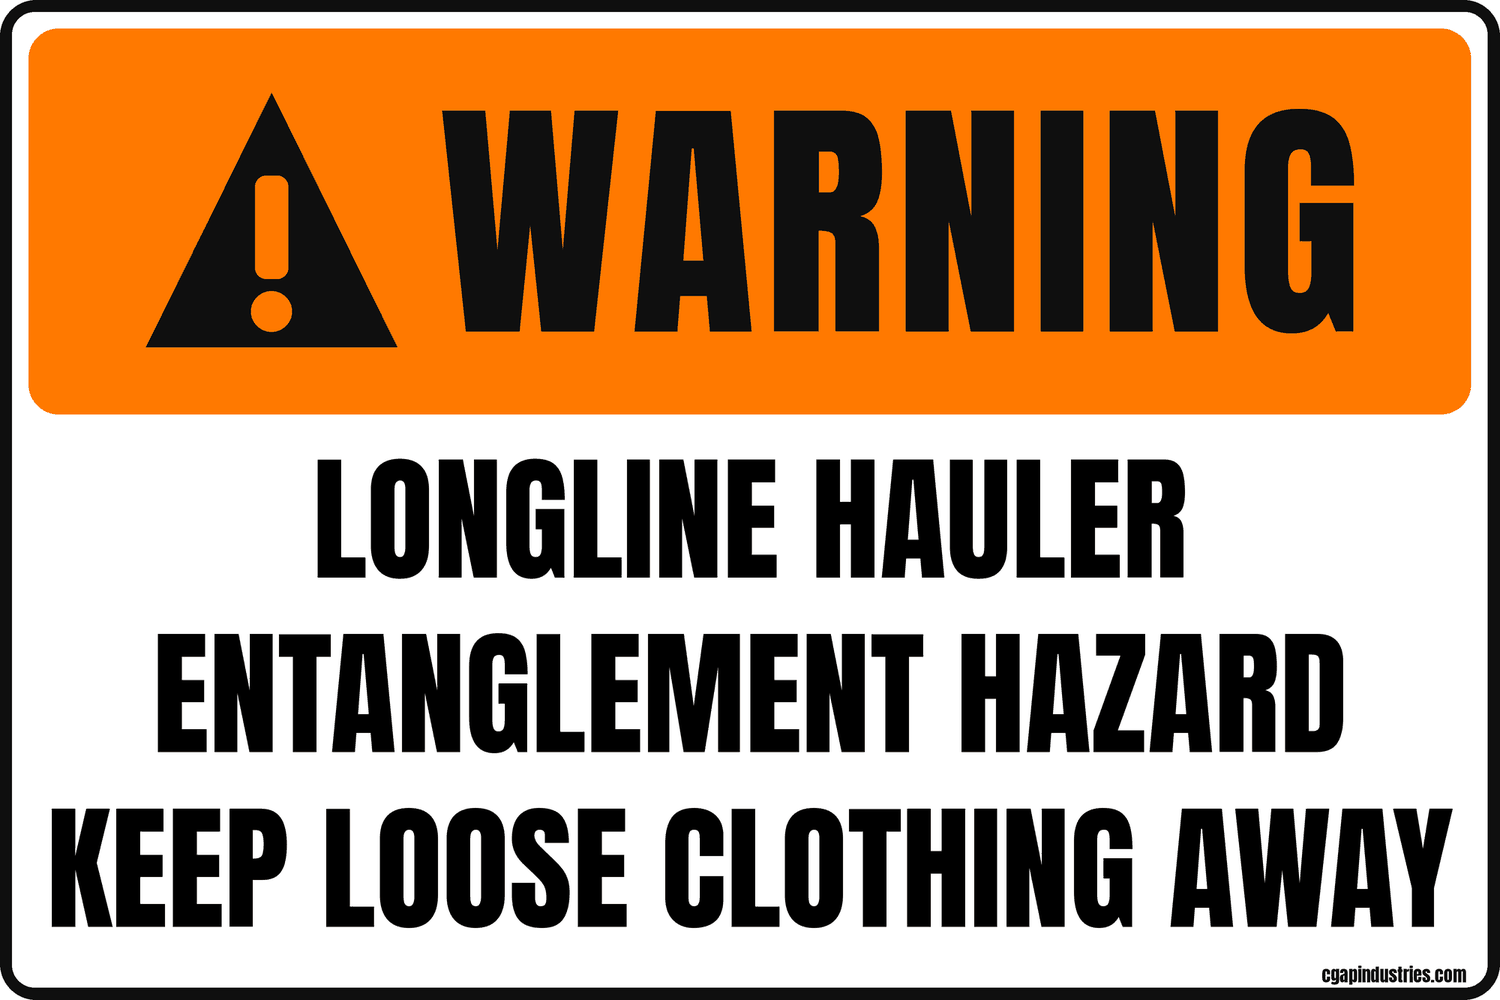 WARNING
LONGLINE HAULER
ENTANGLEMENT HAZARD
KEEP LOOSE CLOTHING AWAY
cgapindustries.com